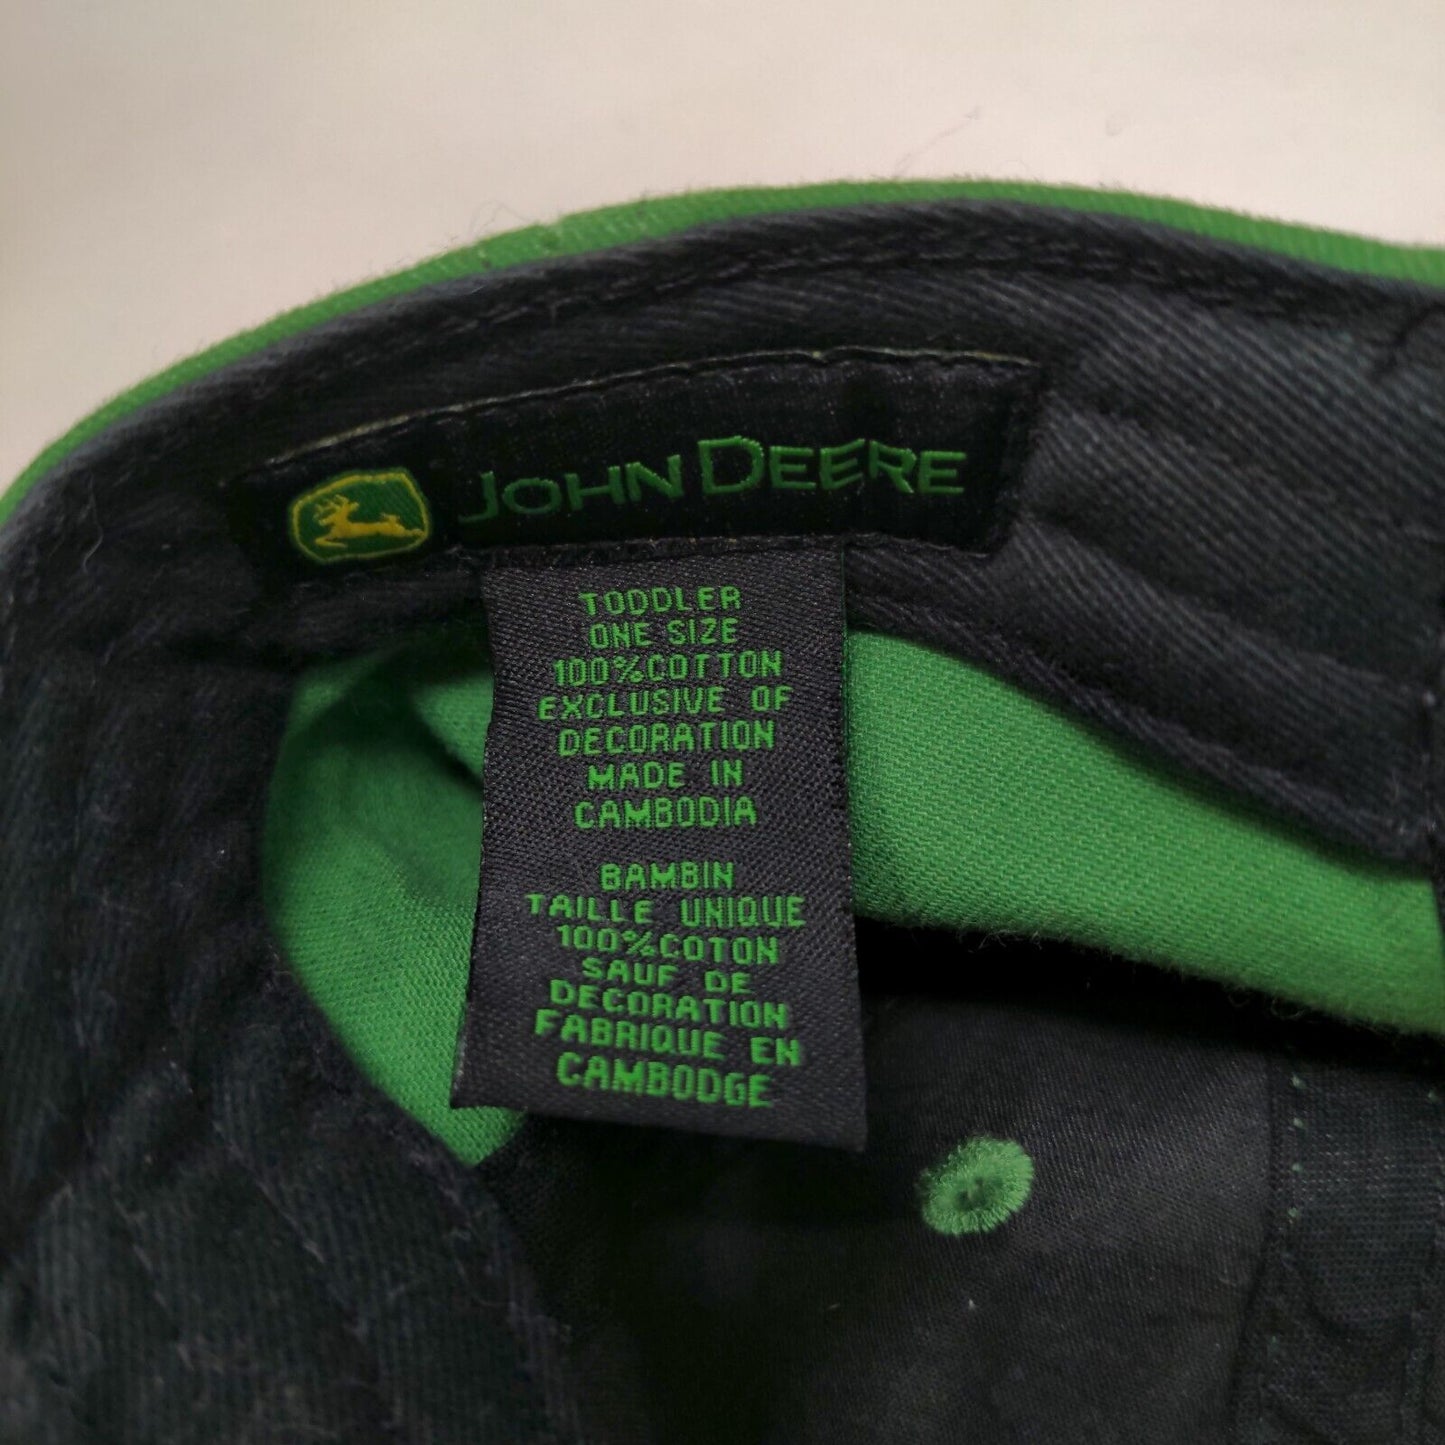 JOHN DEERE
TODDLER
ONE SIZE
100%COTTON
EXCLUSIVE OF
DECORATION
MADE IN
CAMBODIA
BAMBIN
TAILLE UNIQUE
100%COTON
SAUF DE
DECORATION
FABRIQUE EN
CAMBODGE